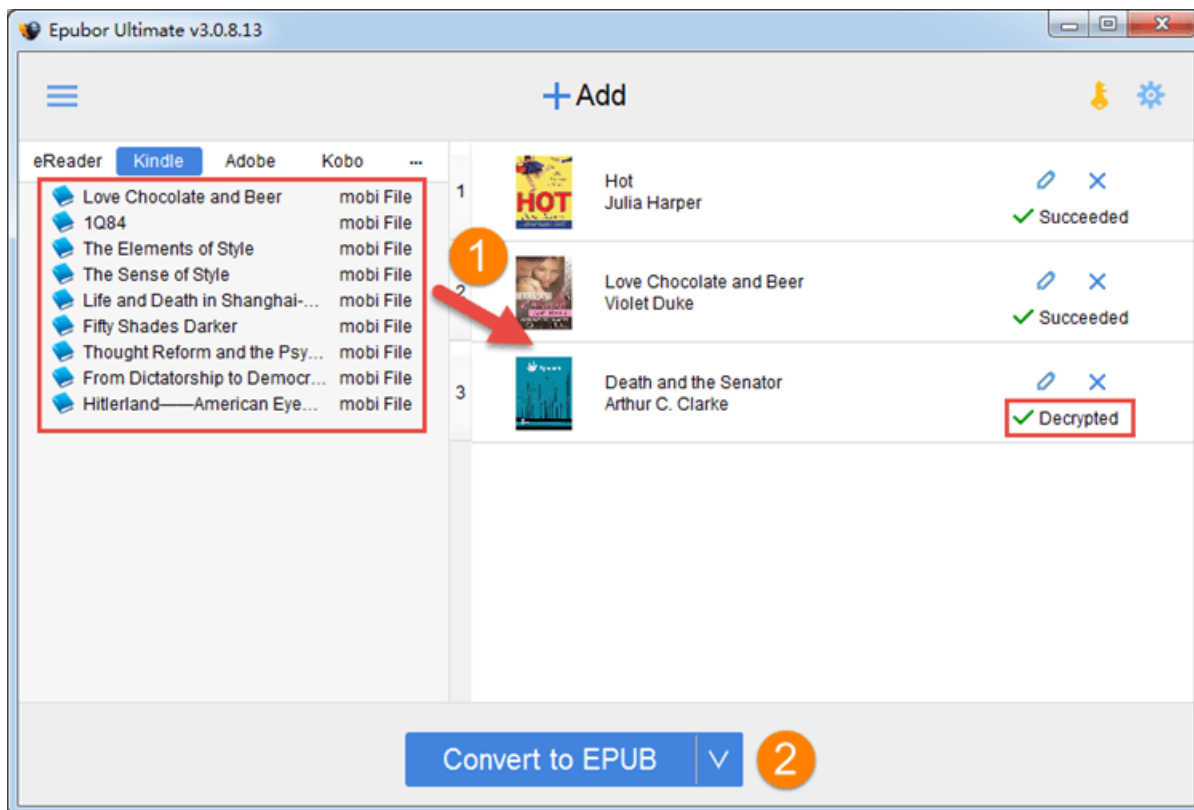 Epubor Ultimate v3.0.8.13
+ Add
eReader Kindle Adobe Kobo ...
Love Chocolate and Beer mobi File
1Q84 mobi File
The Elements of Style mobi File
The Sense of Style mobi File
Life and Death in Shanghai-... mobi File
Fifty Shades Darker mobi File
Thought Reform and the Psy... mobi File
From Dictatorship to Democr... mobi File
Hitlerland——American Eye... mobi File
1
1
HOT
Hot
Julia Harper
Succeeded
2
Love Chocolate and Beer
Violet Duke
Succeeded
3
Death and the Senator
Arthur C. Clarke
Decrypted
Convert to EPUB
2